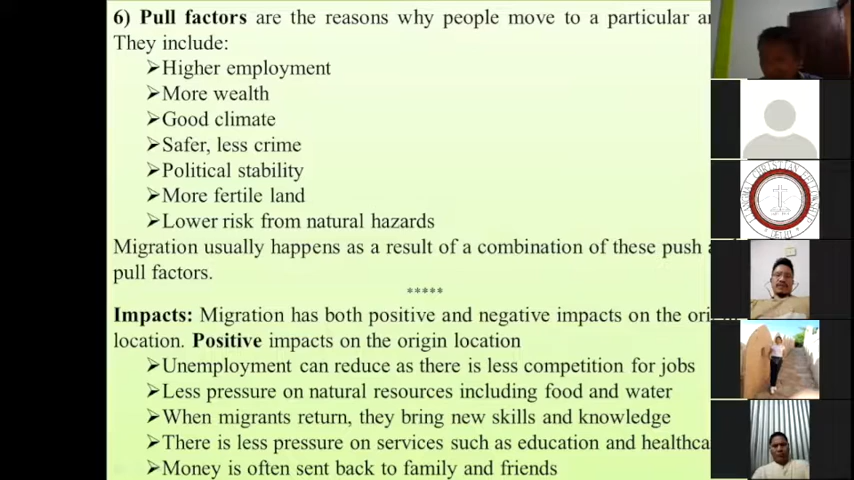 6) Pull factors are the reasons why people move to a particular
They include:
➢Higher employment
➢More wealth
➢Good climate
➢Safer, less crime
➢Political stability
➢More fertile land
➢Lower risk from natural hazards
Migration usually happens as a result of a combination of these push
pull factors.
*****
Impacts: Migration has both positive and negative impacts on the
location. Positive impacts on the origin location
➢Unemployment can reduce as there is less competition for jobs
➢Less pressure on natural resources including food and water
➢When migrants return, they bring new skills and knowledge
➢There is less pressure on services such as education and
➢Money is often sent back to family and friends